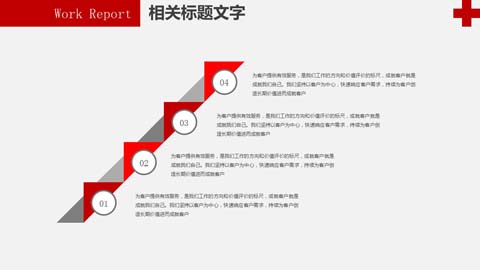 Work Report
相关标题文字
04
为客户提供有效服务，是我们工作的方向和价值评价的标尺，成就客户就是
成就我们自己。我们坚持以客户为中心，快速响应客户需求，持续为客户创
造长期价值进而成就客户
03
为客户提供有效服务，是我们工作的方向和价值评价的标尺，成就客户就是
成就我们自己。我们坚持以客户为中心，快速响应客户需求，持续为客户创
造长期价值进而成就客户
02
为客户提供有效服务，是我们工作的方向和价值评价的标尺，成就客户就是
成就我们自己。我们坚持以客户为中心，快速响应客户需求，持续为客户创
造长期价值进而成就客户
01
为客户提供有效服务，是我们工作的方向和价值评价的标尺，成就客户就是
成就我们自己。我们坚持以客户为中心，快速响应客户需求，持续为客户创
造长期价值进而成就客户